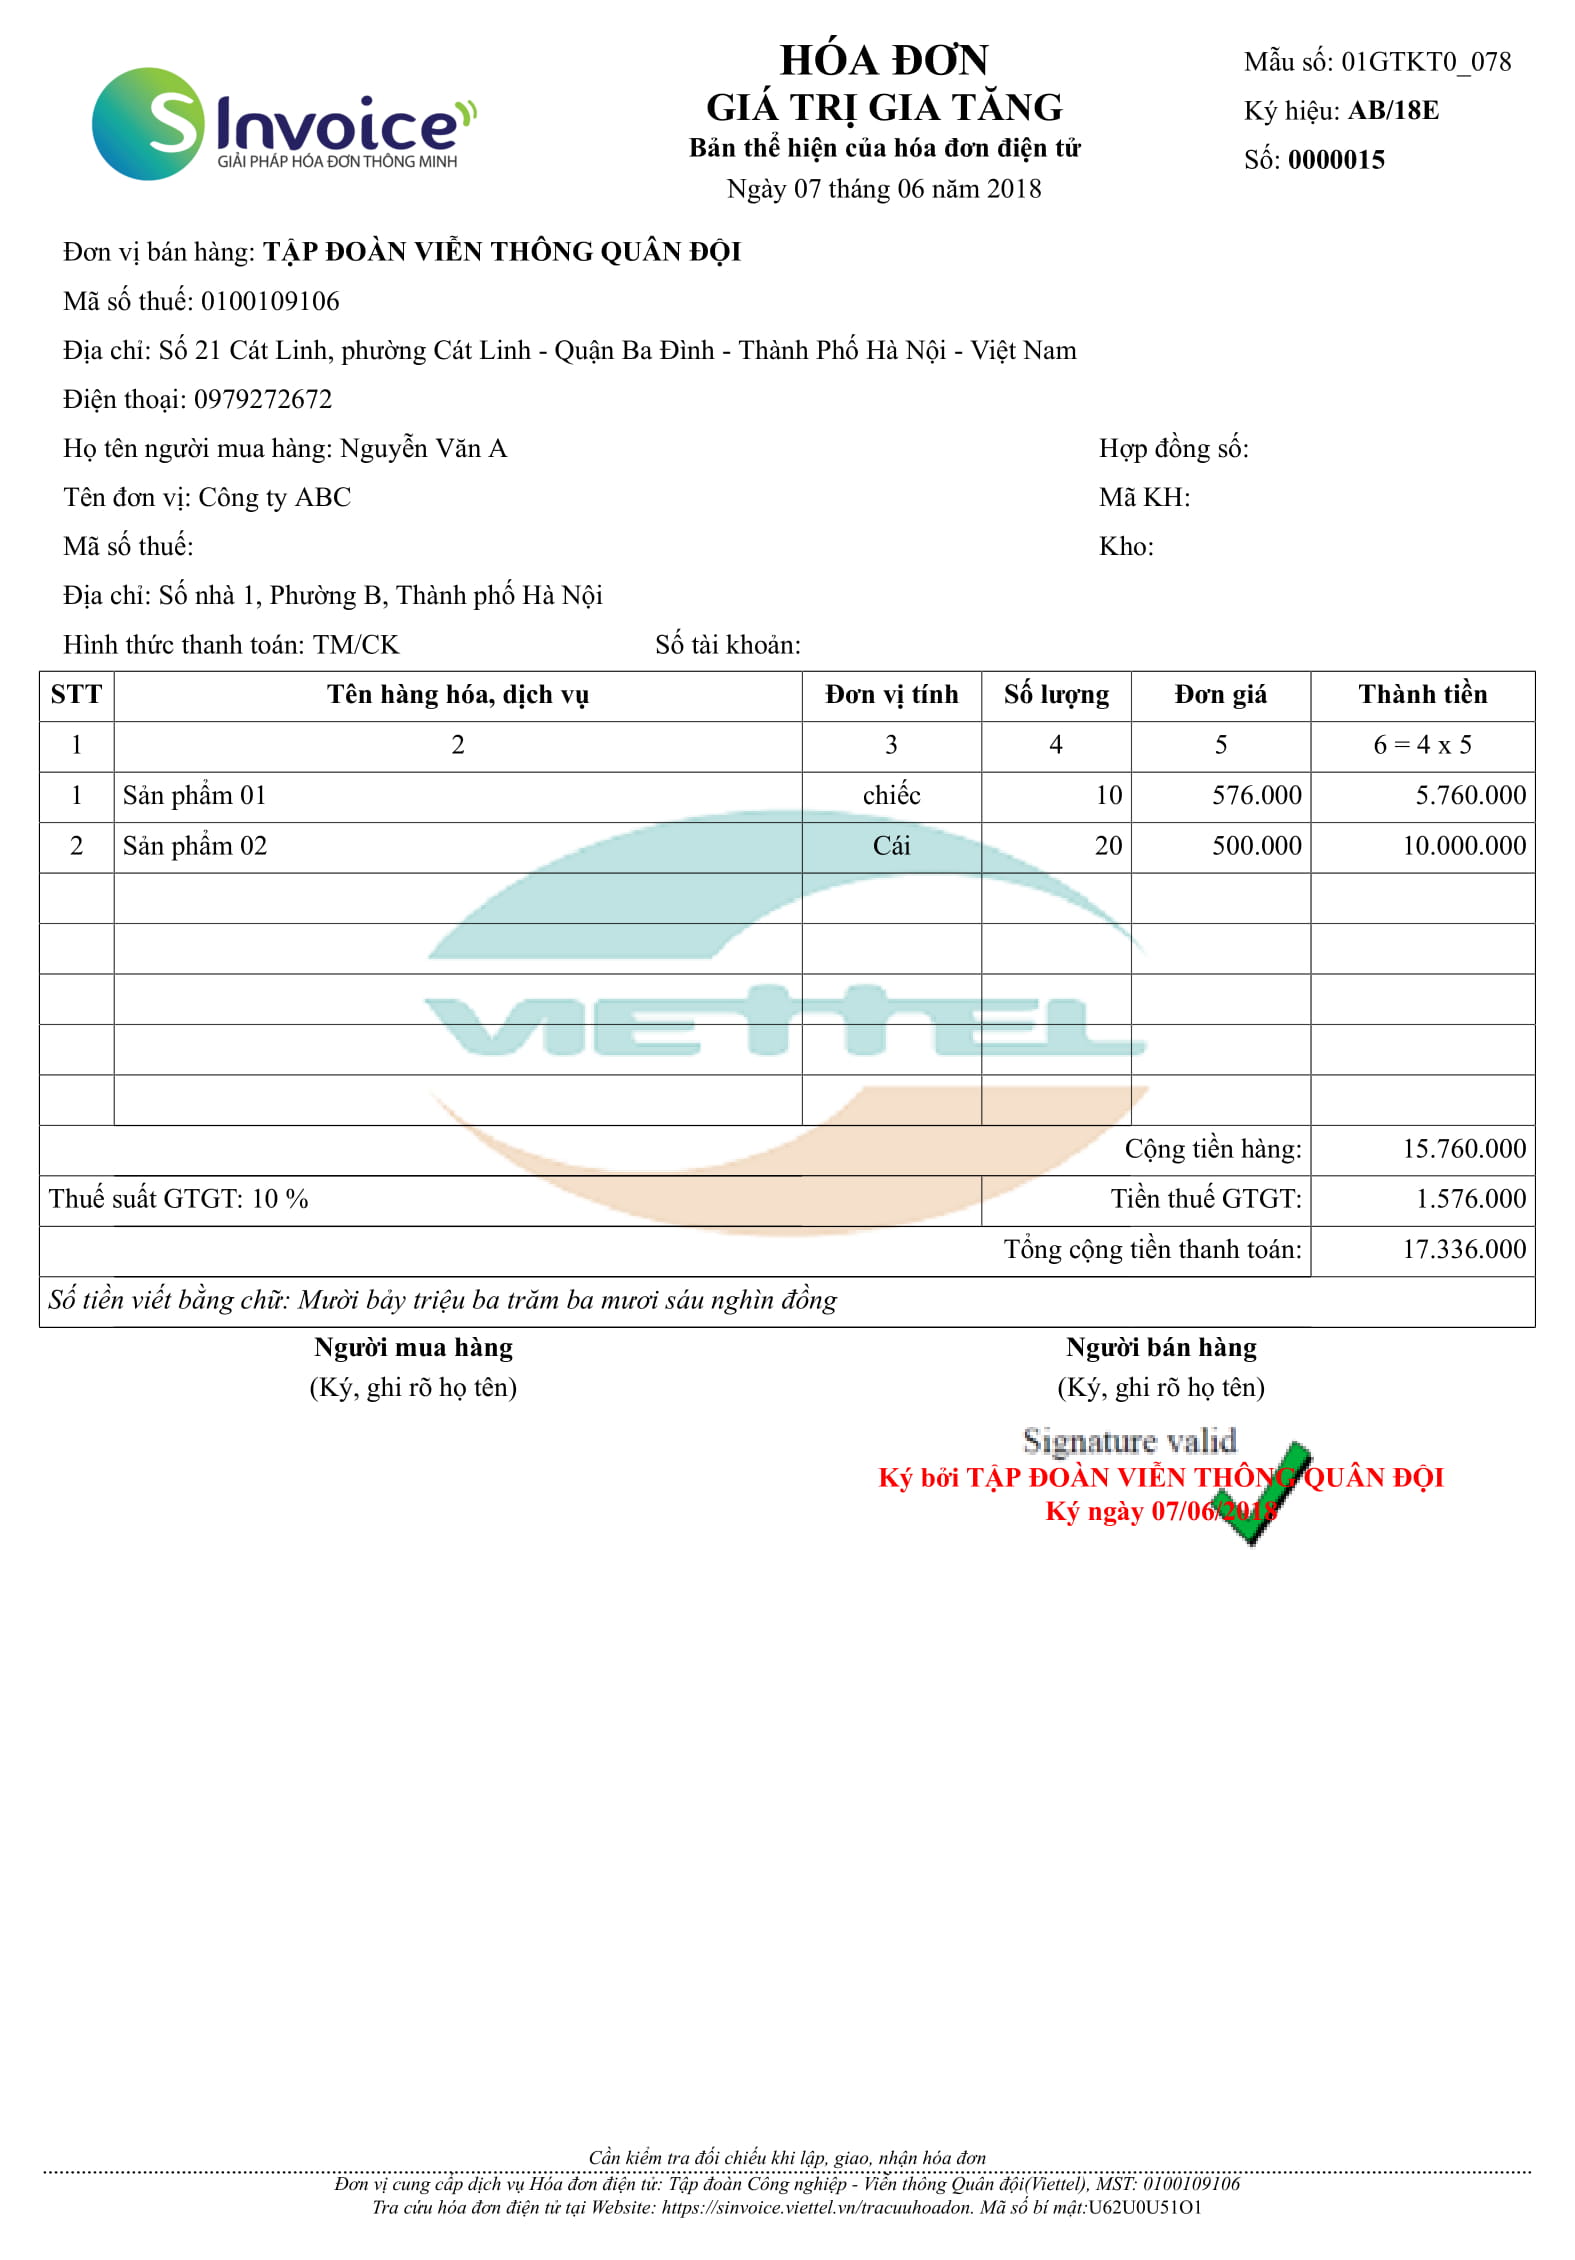 S Invoice
GIẢI PHÁP HÓA ĐƠN THÔNG MINH
HÓA ĐƠN
GIÁ TRỊ GIA TĂNG
Bản thể hiện của hóa đơn điện tử
Ngày 07 tháng 06 năm 2018
Mẫu số: 01GTKT0_078
Ký hiệu: AB/18E
Số: 0000015
Đơn vị bán hàng: TẬP ĐOÀN VIỄN THÔNG QUÂN ĐỘI
Mã số thuế: 0100109106
Địa chỉ: Số 21 Cát Linh, phường Cát Linh - Quận Ba Đình - Thành Phố Hà Nội - Việt Nam
Điện thoại: 0979272672
Họ tên người mua hàng: Nguyễn Văn A Hợp đồng số:
Tên đơn vị: Công ty ABC Mã KH:
Mã số thuế: Kho:
Địa chỉ: Số nhà 1, Phường B, Thành phố Hà Nội
Hình thức thanh toán: TM/CK Số tài khoản:
STT Tên hàng hóa, dịch vụ Đơn vị tính Số lượng Đơn giá Thành tiền
1 2 3 4 5 6 = 4 x 5
1 Sản phẩm 01 chiếc 10 576.000 5.760.000
2 Sản phẩm 02 Cái 20 500.000 10.000.000
VIETTEL
Cộng tiền hàng: 15.760.000
Thuế suất GTGT: 10 % Tiền thuế GTGT: 1.576.000
Tổng cộng tiền thanh toán: 17.336.000
Số tiền viết bằng chữ: Mười bảy triệu ba trăm ba mươi sáu nghìn đồng
Người mua hàng Người bán hàng
(Ký, ghi rõ họ tên) (Ký, ghi rõ họ tên)
Signature valid
Ký bởi TẬP ĐOÀN VIỄN THÔNG QUÂN ĐỘI
Ký ngày 07/06/2018
Cần kiểm tra đối chiếu khi lập, giao, nhận hóa đơn
Đơn vị cung cấp dịch vụ Hóa đơn điện tử: Tập đoàn Công nghiệp - Viễn thông Quân đội(Viettel), MST: 0100109106
Tra cứu hóa đơn điện tử tại Website: https://sinvoice.viettel.vn/tracuuhoadon. Mã số bí mật:U62U0U51O1